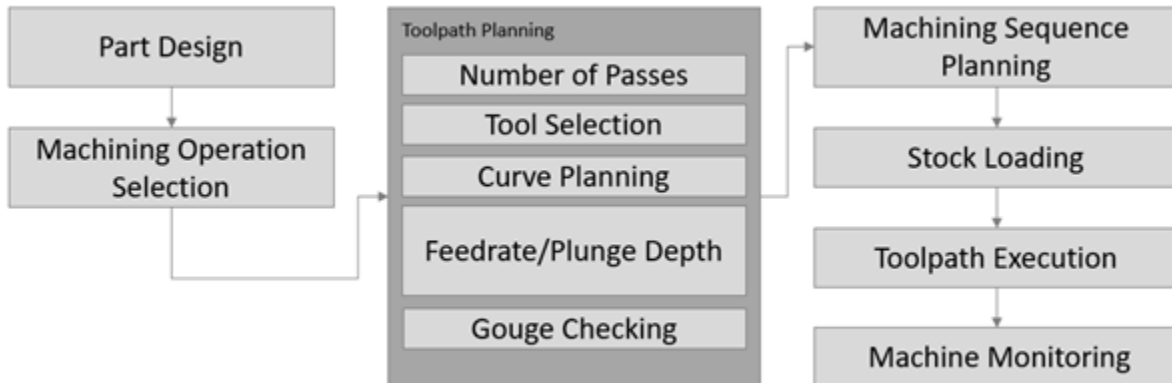 Part Design
Machining Operation
Selection
Toolpath Planning
Number of Passes
Tool Selection
Curve Planning
Feedrate/Plunge Depth
Gouge Checking
Machining Sequence
Planning
Stock Loading
Toolpath Execution
Machine Monitoring